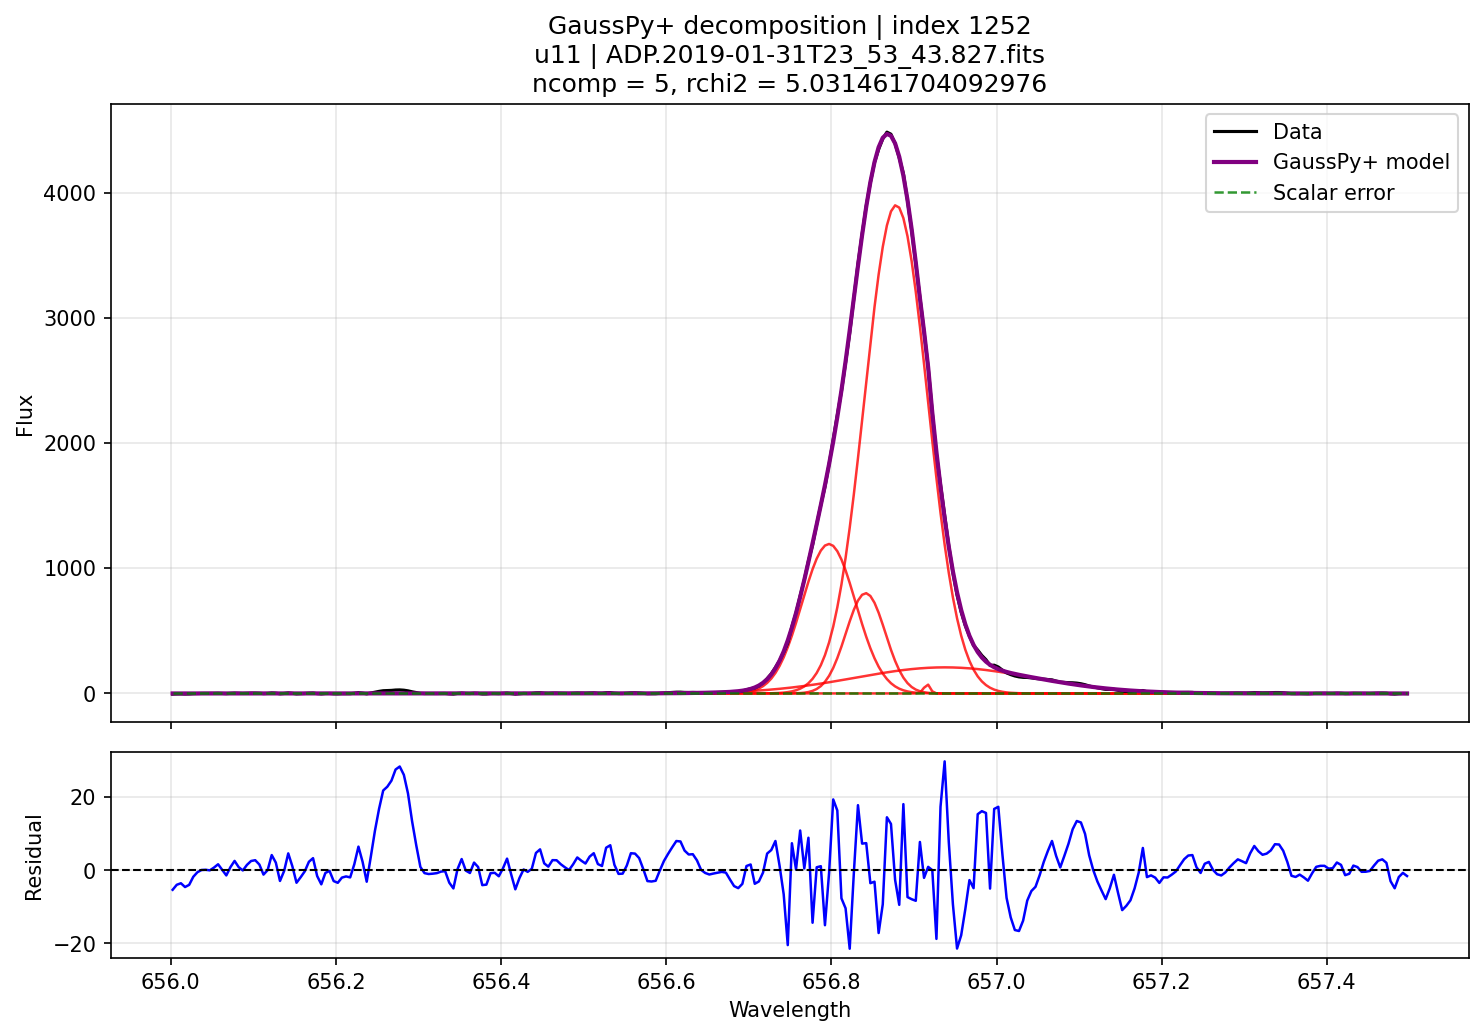 GaussPy+ decomposition | index 1252
u11 | ADP.2019-01-31T23_53_43.827.fits
ncomp = 5, rchi2 = 5.031461704092976
Data
GaussPy+ model
Scalar error
Flux
4000
3000
2000
1000
0
Residual
20
0
−20
656.0 656.2 656.4 656.6 656.8 657.0 657.2 657.4
Wavelength